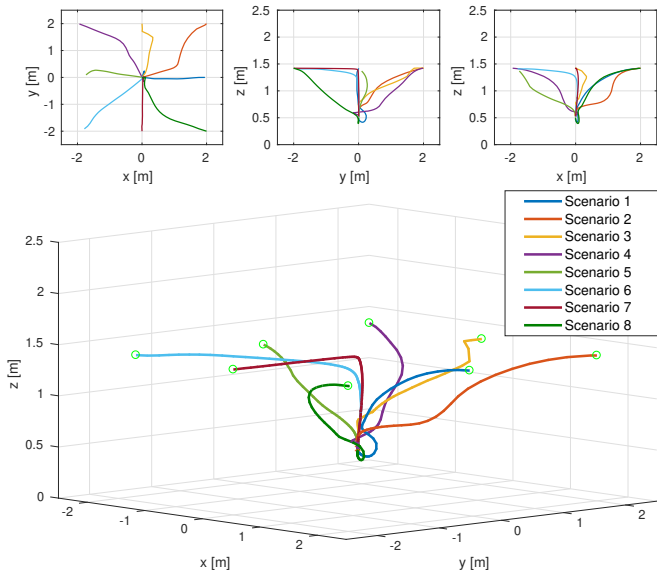 2
1
0
-1
-2
y [m]
-2
0
2
x [m]
2.5
2
1.5
1
0.5
0
z [m]
-2
0
2
y [m]
2.5
2
1.5
1
0.5
0
z [m]
-2
0
2
x [m]
Scenario 1
Scenario 2
Scenario 3
Scenario 4
Scenario 5
Scenario 6
Scenario 7
Scenario 8
2.5
2
1.5
1
0.5
0
z [m]
-2
-1
0
1
2
x [m]
-2
-1
0
1
2
y [m]